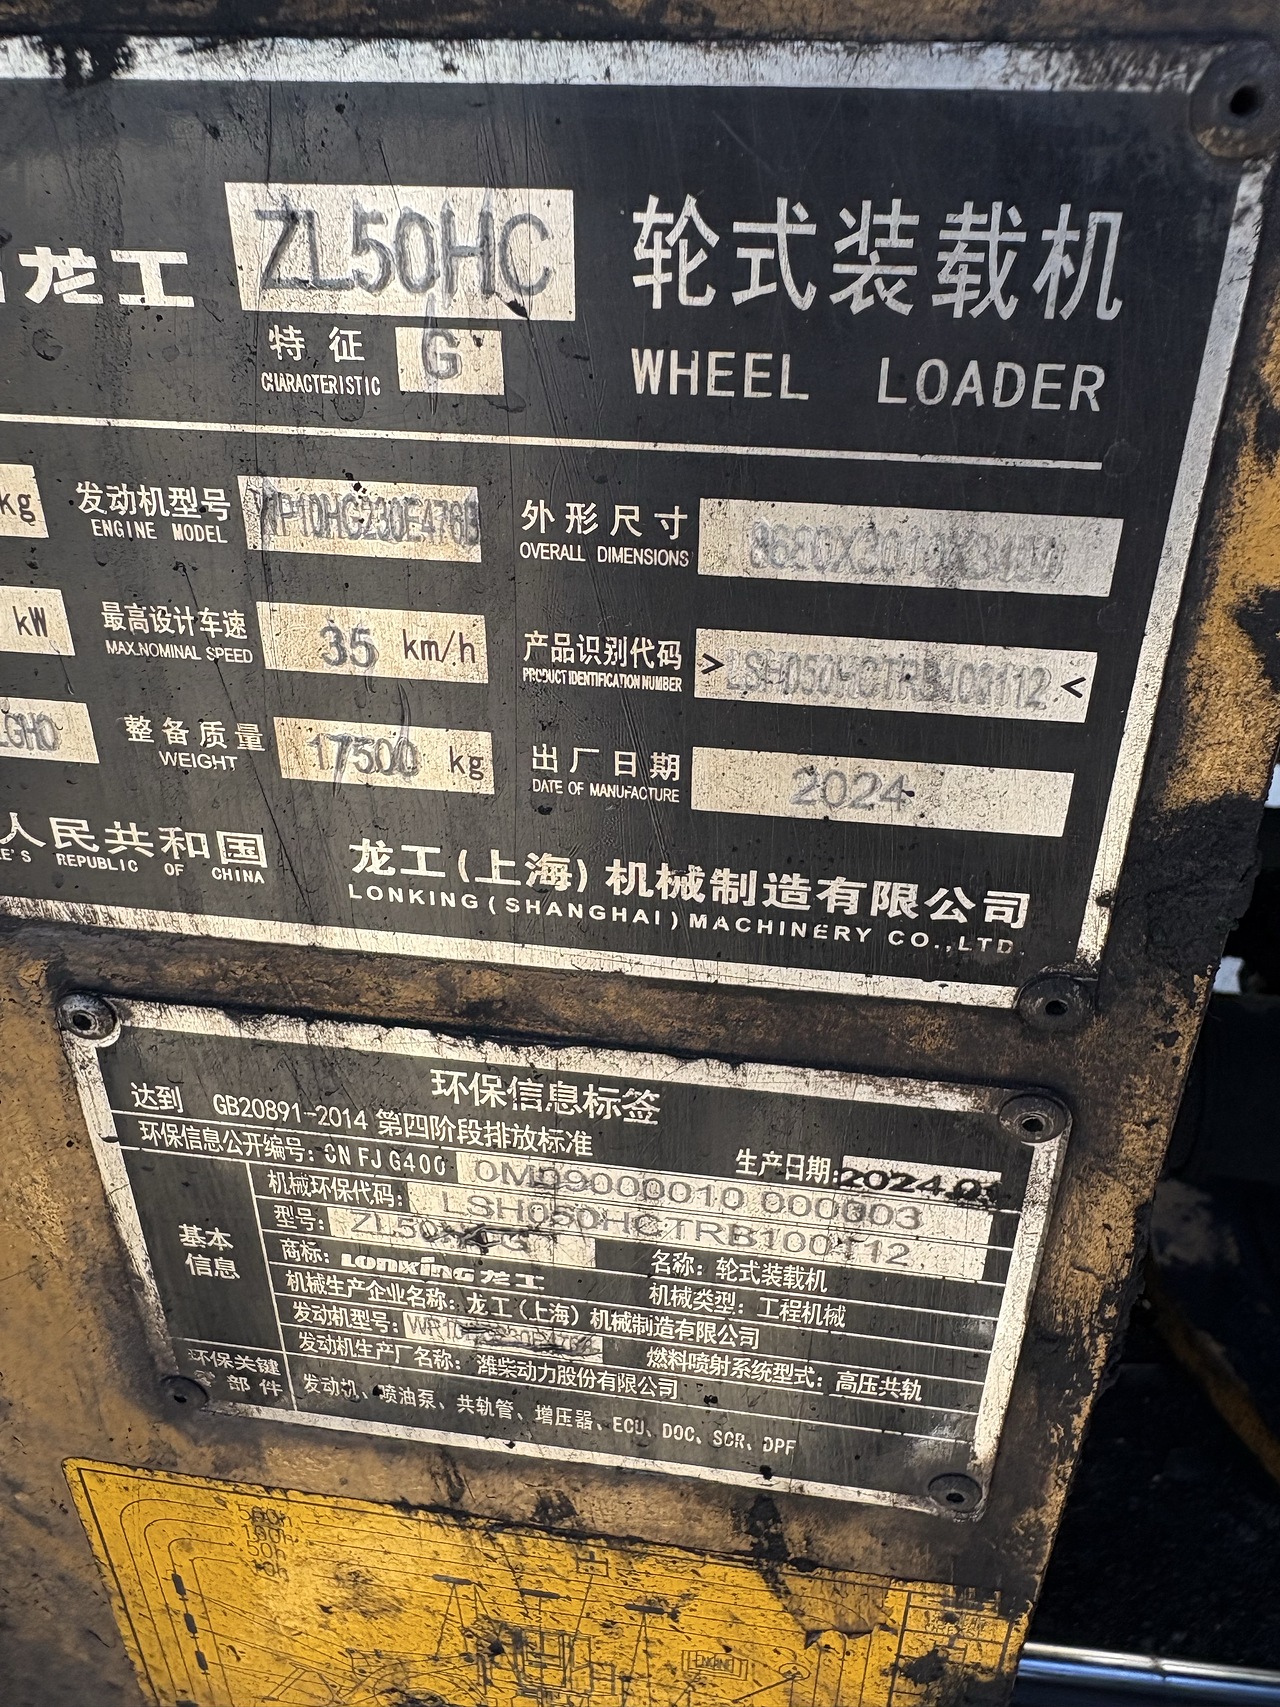 龙工 ZL50HC 轮式装载机
特征 G
CHARACTERISTIC
WHEEL LOADER
kg 发动机型号 外形尺寸
ENGINE MODEL OVERALL DIMENSIONS
kW 最高设计车速 35 km/h 产品识别代码 >LSH050HCTRB100112<
MAX.NOMINAL SPEED PRODUCT IDENTIFICATION NUMBER
整备质量 17500 kg 出厂日期 2024
WEIGHT DATE OF MANUFACTURE
人民共和国 龙工(上海)机械制造有限公司
REPUBLIC OF CHINA LONKING(SHANGHAI)MACHINERY CO.,LTD.
环保信息标签
达到 GB20891-2014 第四阶段排放标准 生产日期:
环保信息公开编号: CN FJ G400 0M09000010 000003
机械环保代码: LSH050HCTRB100112
基本信息
型号: 名称: 轮式装载机
商标: LONKING 龙工 机械类型: 工程机械
机械生产企业名称: 龙工(上海)机械制造有限公司
发动机型号: 燃料喷射系统型式: 高压共轨
发动机生产厂名称: 潍柴动力股份有限公司
环保关键零部件 发动机、喷油泵、共轨管、增压器、ECU、DOC、SCR、DPF
500h
100h
50h